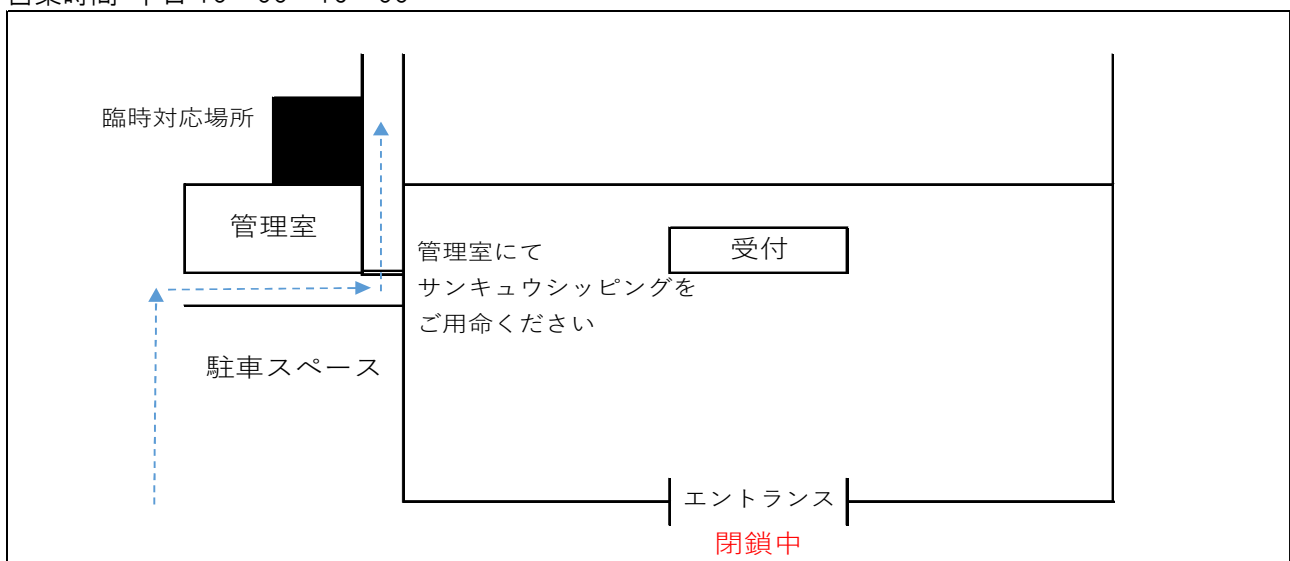 臨時対応場所
管理室
管理室にて
サンキュウシッピングを
ご用命ください
受付
駐車スペース
エントランス
閉鎖中